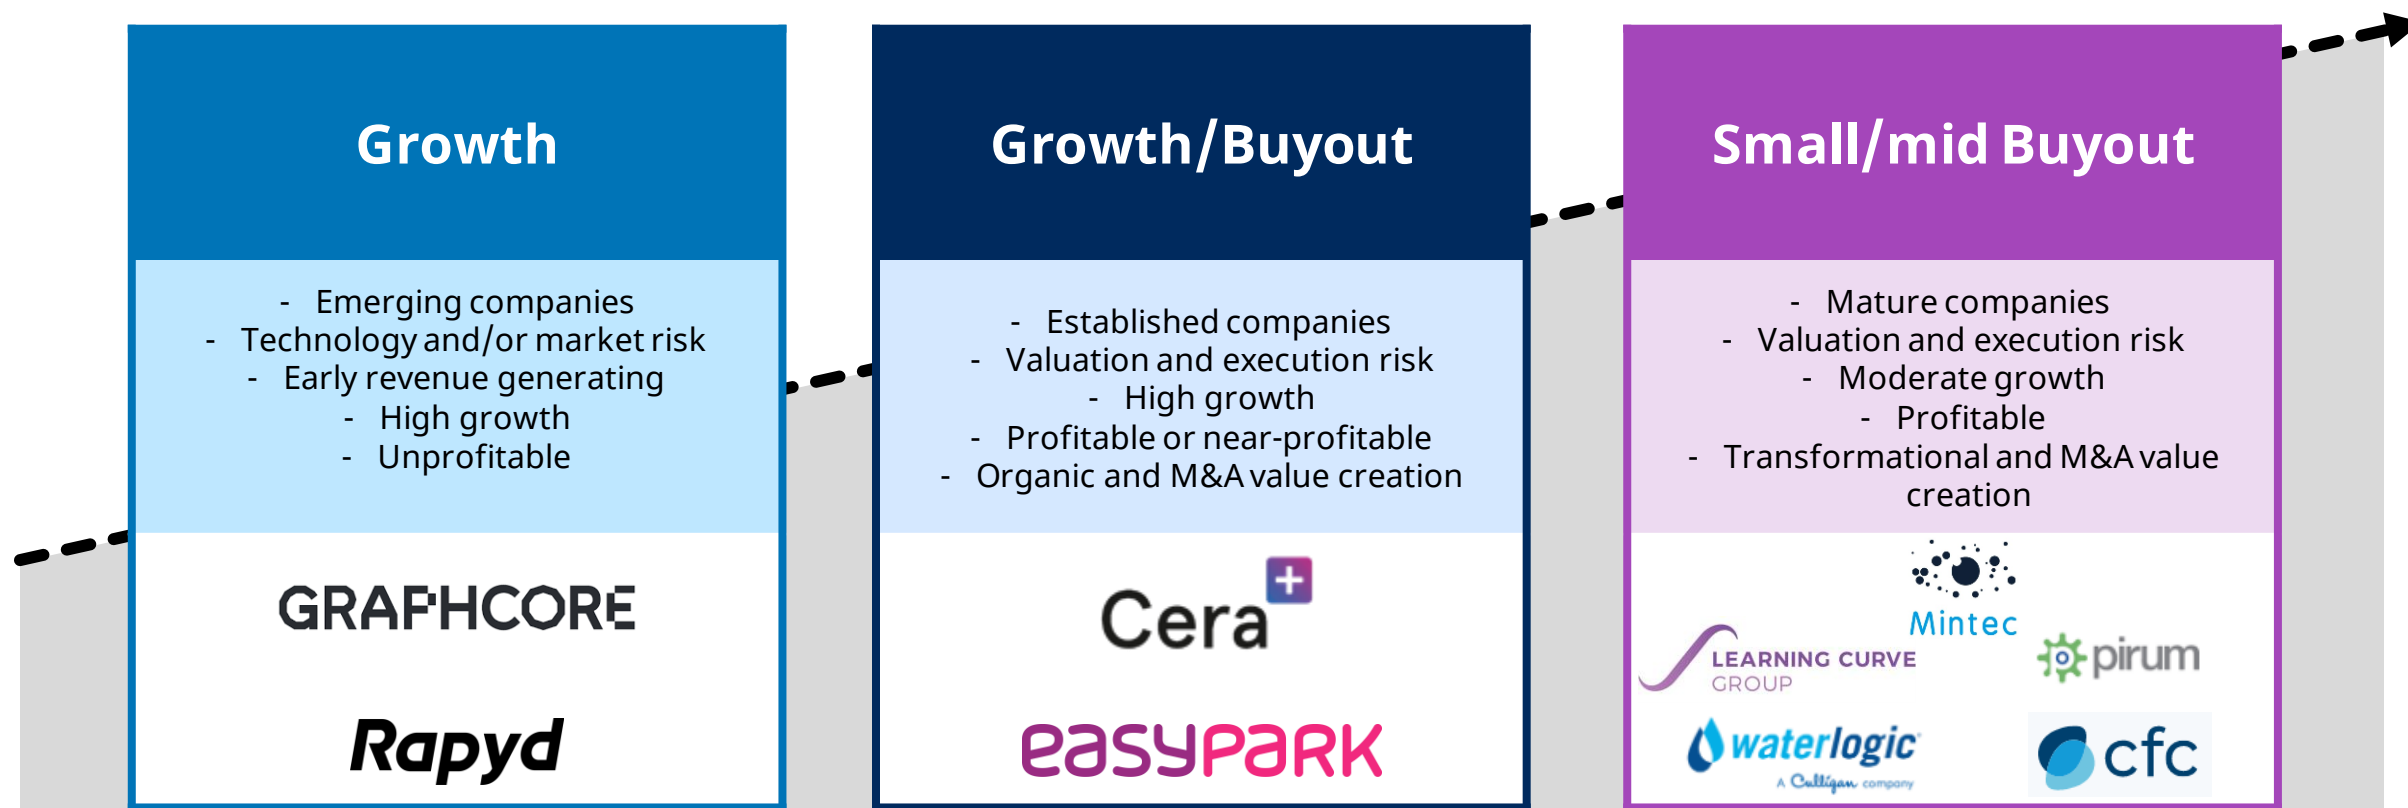 Growth
- Emerging companies
- Technology and/or market risk
- Early revenue generating
- High growth
- Unprofitable
GRAPHCORE
Rapyd
Growth/Buyout
- Established companies
- Valuation and execution risk
- High growth
- Profitable or near-profitable
- Organic and M&A value creation
Cera+
easyPARK
Small/mid Buyout
- Mature companies
- Valuation and execution risk
- Moderate growth
- Profitable
- Transformational and M&A value
creation
Mintec
LEARNING CURVE
GROUP
pirum
waterlogic
A Culligan company
cfc